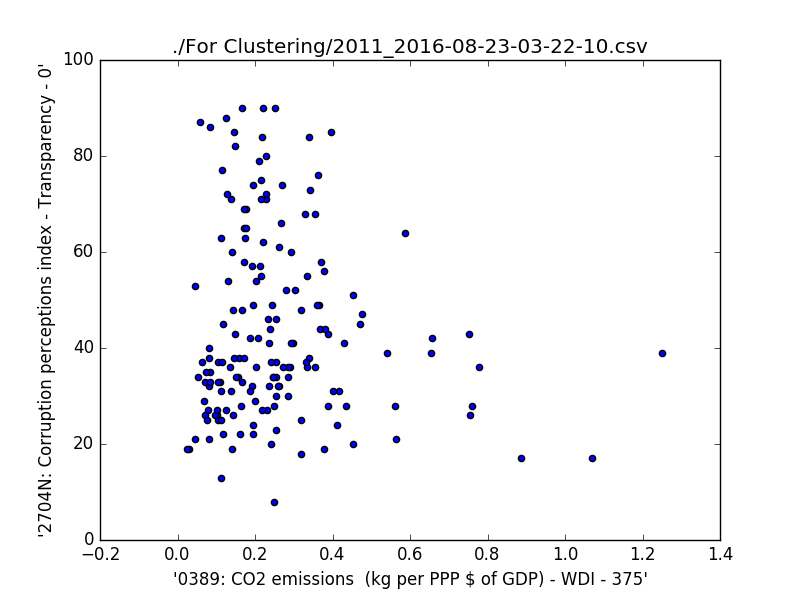 ./For Clustering/2011_2016-08-23-03-22-10.csv
100
80
60
40
20
0
'2704N: Corruption perceptions index - Transparency - 0'
−0.2 0.0 0.2 0.4 0.6 0.8 1.0 1.2 1.4
'0389: CO2 emissions  (kg per PPP $ of GDP) - WDI - 375'